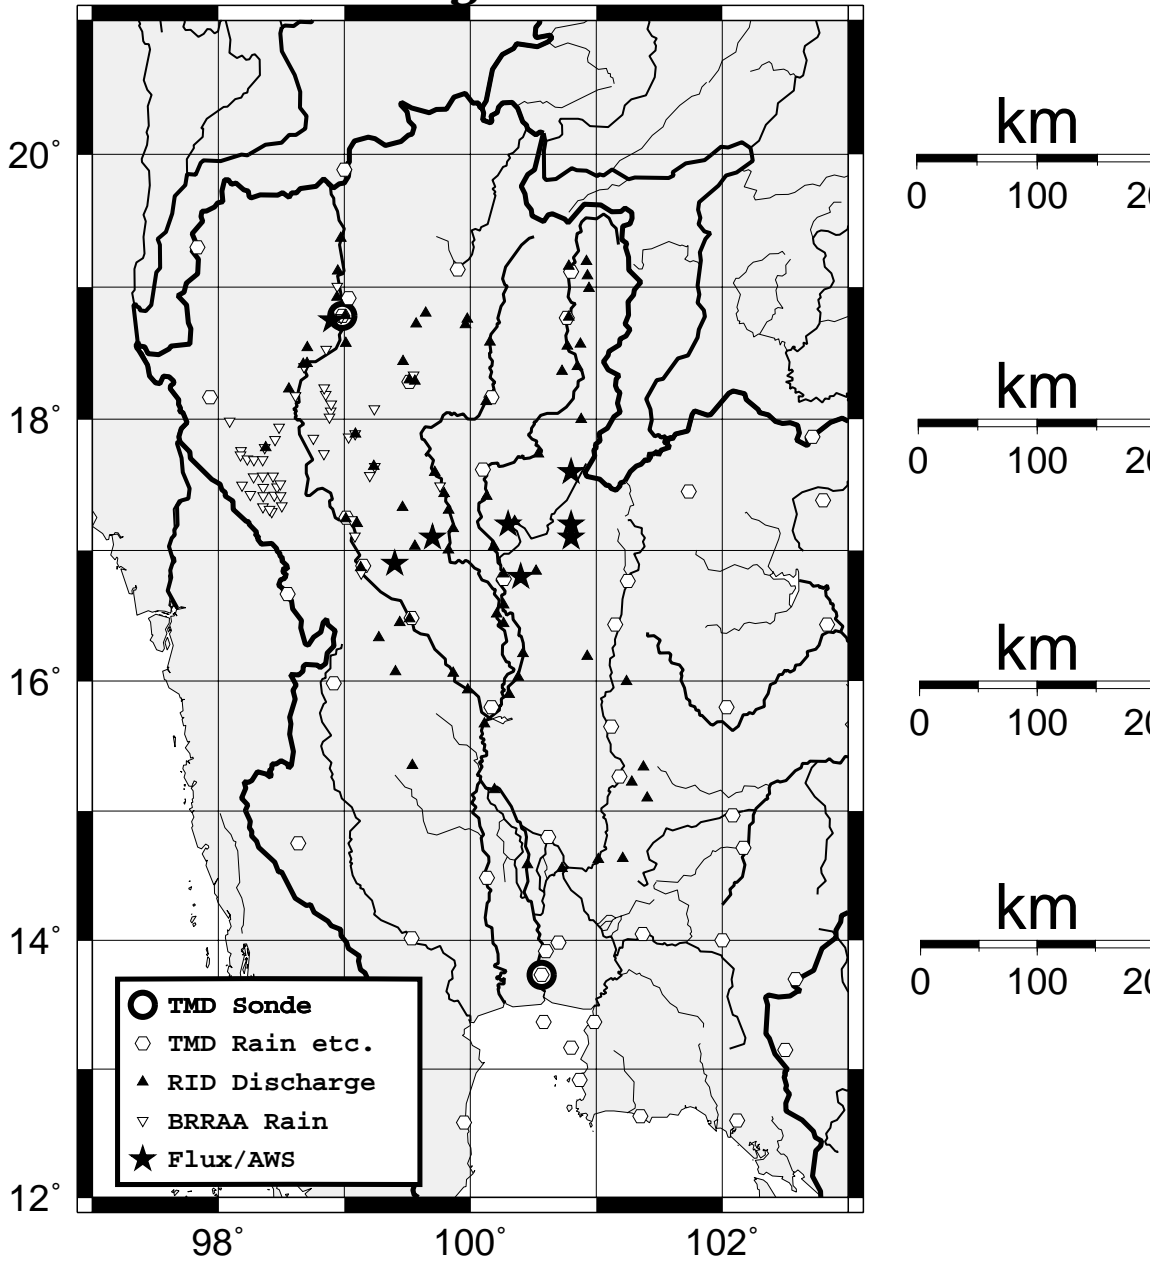 km
0 100
20°
km
0 100
18°
km
0 100
16°
km
0 100
14°
TMD Sonde
TMD Rain etc.
RID Discharge
BRRAA Rain
Flux/AWS
12°
98° 100° 102°